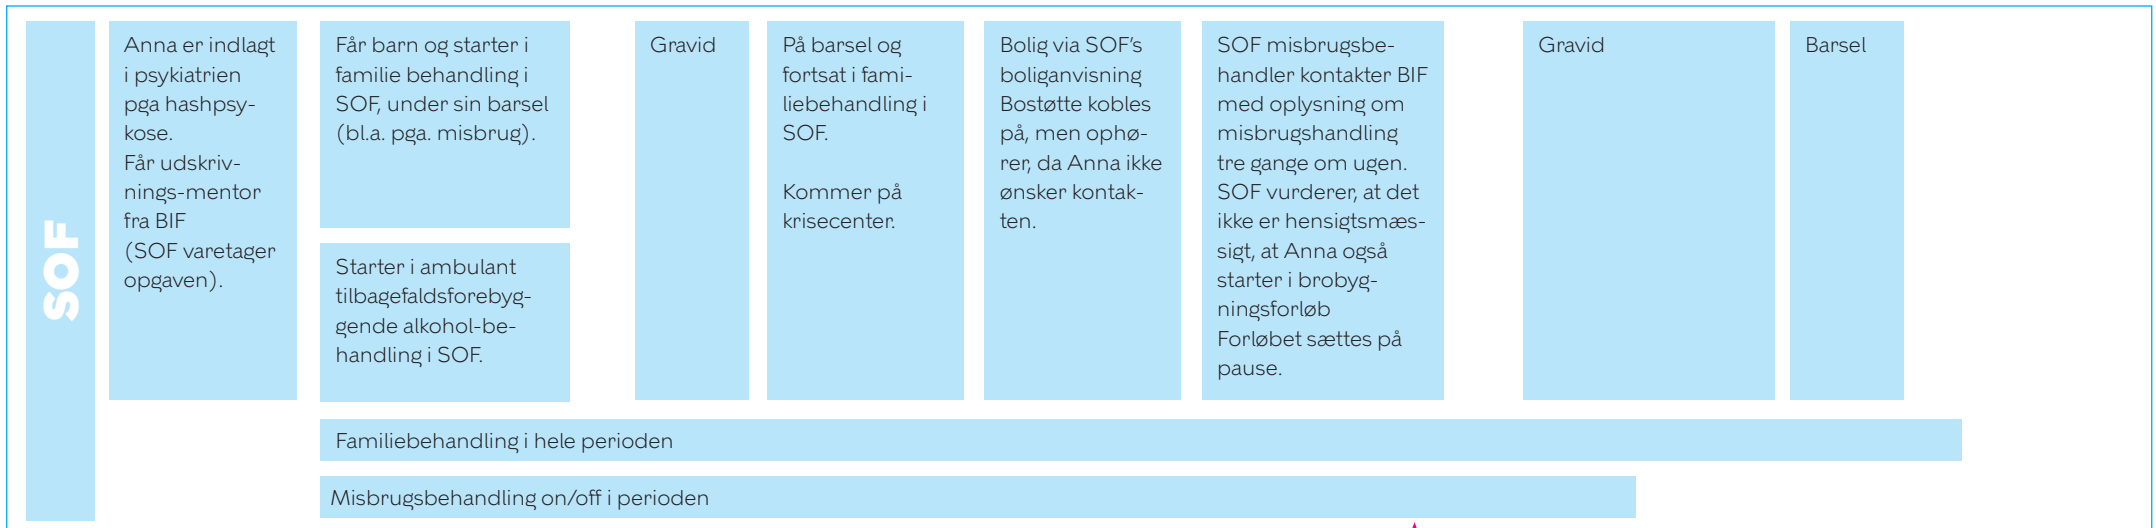 SOF
Anna er indlagt
i psykiatrien
pga hashpsy-
kose.
Får udskriv-
nings-mentor
fra BIF
(SOF varetager
opgaven).
Får barn og starter i
familie behandling i
SOF, under sin barsel
(bl.a. pga. misbrug).
Starter i ambulant
tilbagefaldsforebyg-
gende alkohol-be-
handling i SOF.
Gravid
På barsel og
fortsat i fami-
liebehandling i
SOF.
Kommer på
krisecenter.
Bolig via SOF's
boliganvisning
Bostøtte kobles
på, men ophø-
rer, da Anna ikke
ønsker kontak-
ten.
SOF misbrugsbe-
handler kontakter BIF
med oplysning om
misbrugshandling
tre gange om ugen.
SOF vurderer, at det
ikke er hensigtsmæs-
sigt, at Anna også
starter i brobyg-
ningsforløb
Forløbet sættes på
pause.
Gravid
Barsel
Familiebehandling i hele perioden
Misbrugsbehandling on/off i perioden